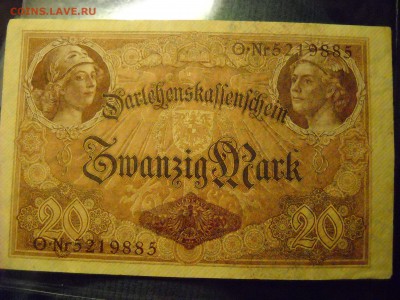 COINS.LAVE.RU
O·Nr5219885
Darlehenskassenschein
Zwanzig Mark
20 20
O·Nr5219885